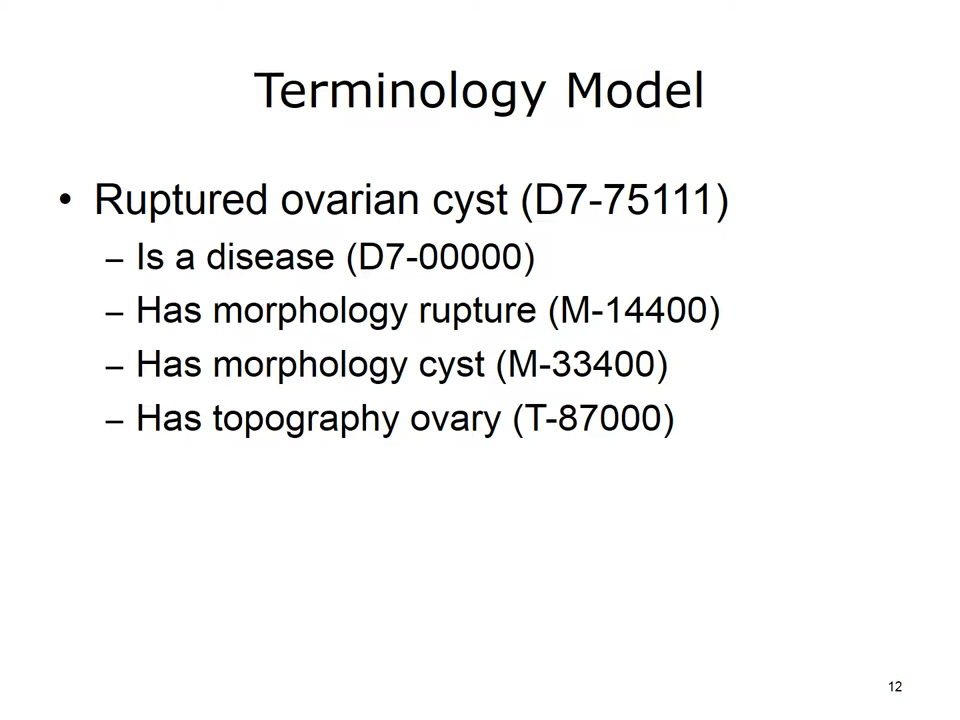 Terminology Model
• Ruptured ovarian cyst (D7-75111)
– Is a disease (D7-00000)
– Has morphology rupture (M-14400)
– Has morphology cyst (M-33400)
– Has topography ovary (T-87000)
12